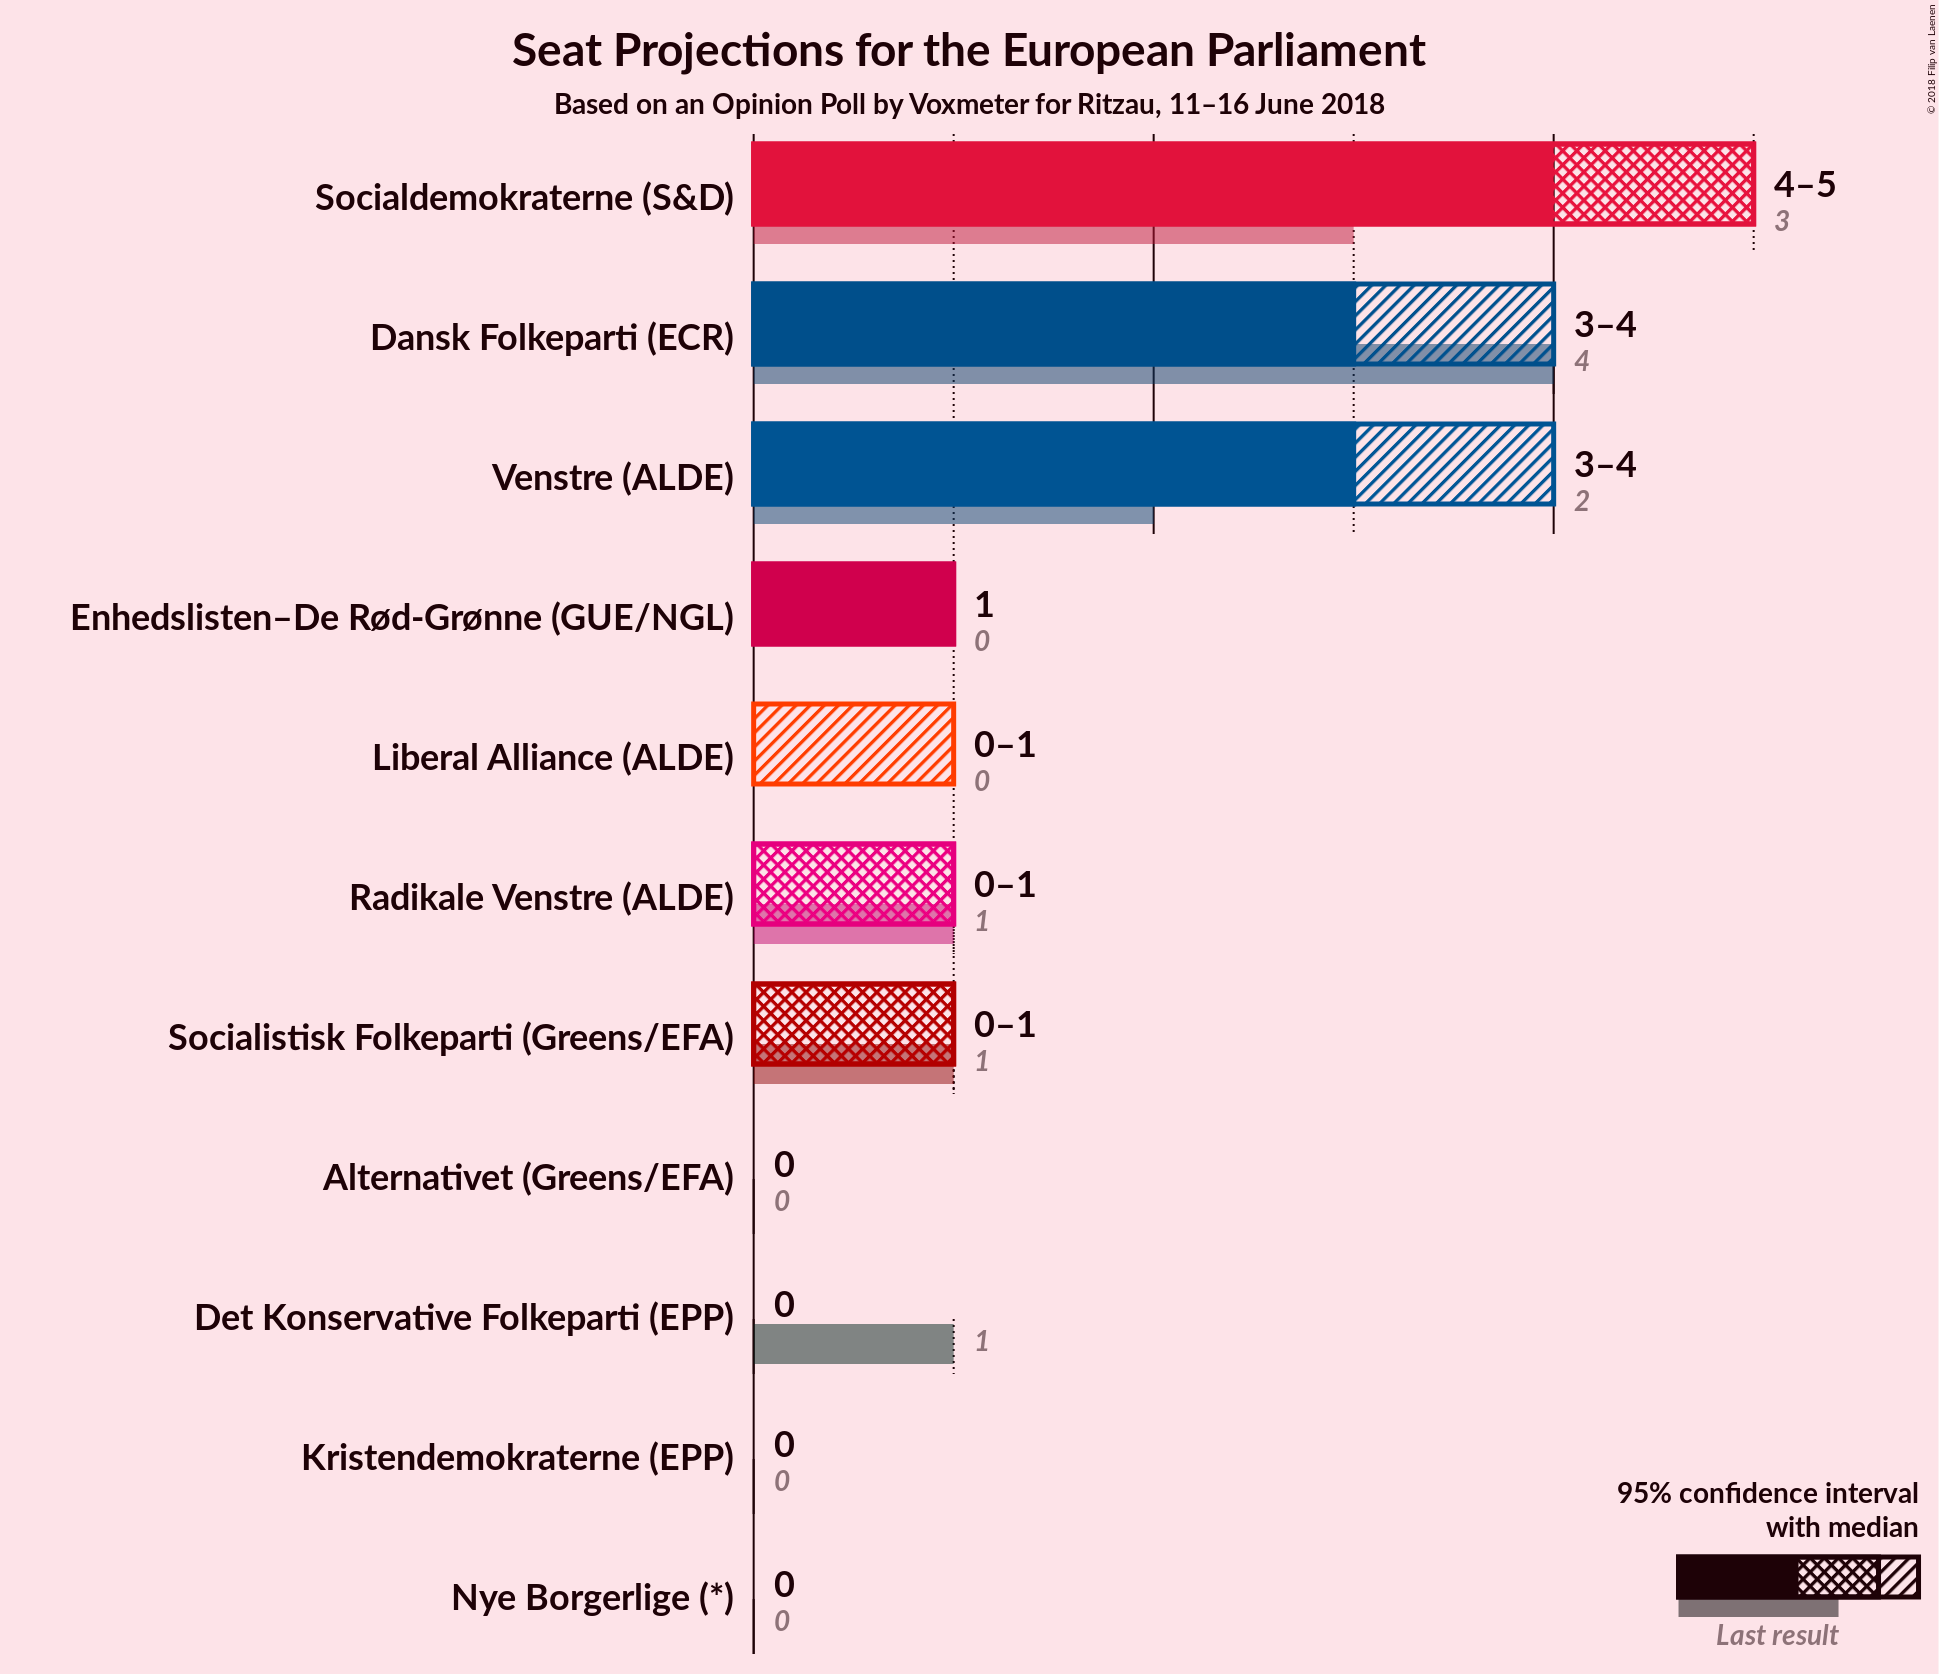 Seat Projections for the European Parliament
Based on an Opinion Poll by Voxmeter for Ritzau, 11–16 June 2018
© 2018 Filip van Laenen
Socialdemokraterne (S&D)
4–5
3
Dansk Folkeparti (ECR)
3–4
4
Venstre (ALDE)
3–4
2
Enhedslisten–De Rød-Grønne (GUE/NGL)
1
0
Liberal Alliance (ALDE)
0–1
0
Radikale Venstre (ALDE)
0–1
1
Socialistisk Folkeparti (Greens/EFA)
0–1
1
Alternativet (Greens/EFA)
0
0
Det Konservative Folkeparti (EPP)
0
1
Kristendemokraterne (EPP)
0
0
Nye Borgerlige (*)
0
0
95% confidence interval
with median
Last result